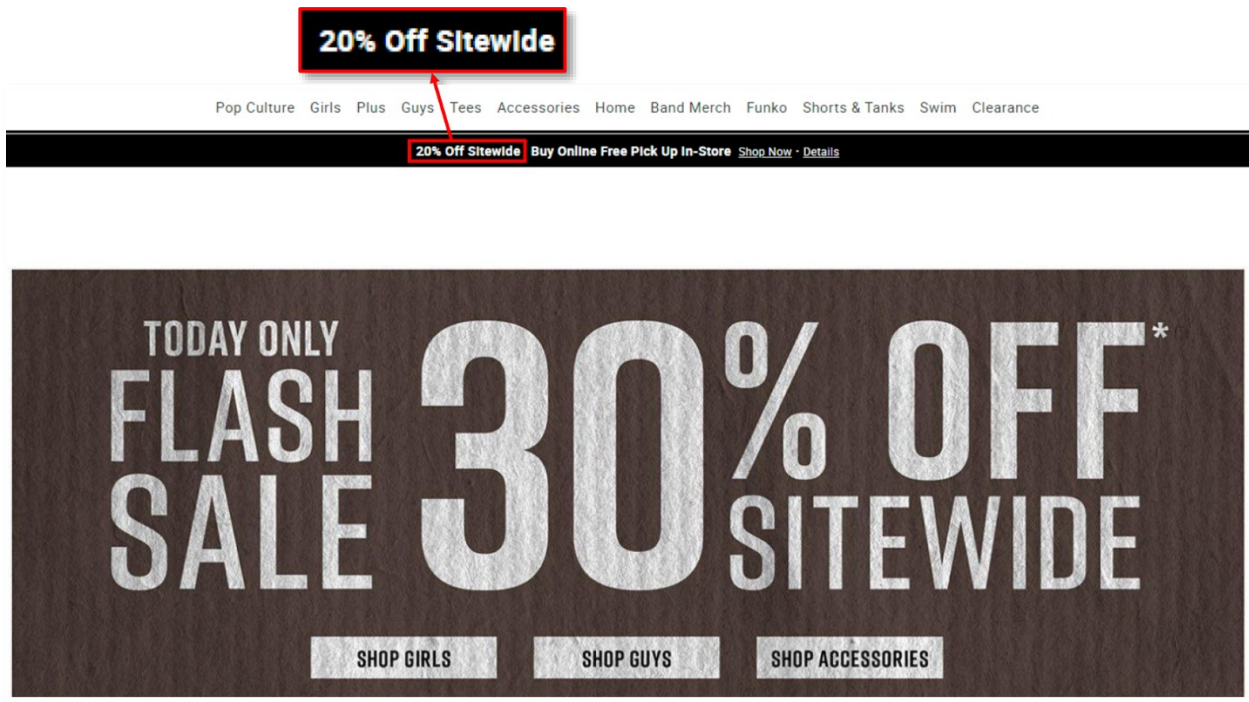 20% Off Sitewide
Pop Culture Girls Plus Guys Tees Accessories Home Band Merch Funko Shorts & Tanks Swim Clearance
20% Off Sitewide Buy Online Free Pick Up In-Store Shop Now - Details
TODAY ONLY
FLASH
SALE
30% OFF*
SITEWIDE
SHOP GIRLS SHOP GUYS SHOP ACCESSORIES